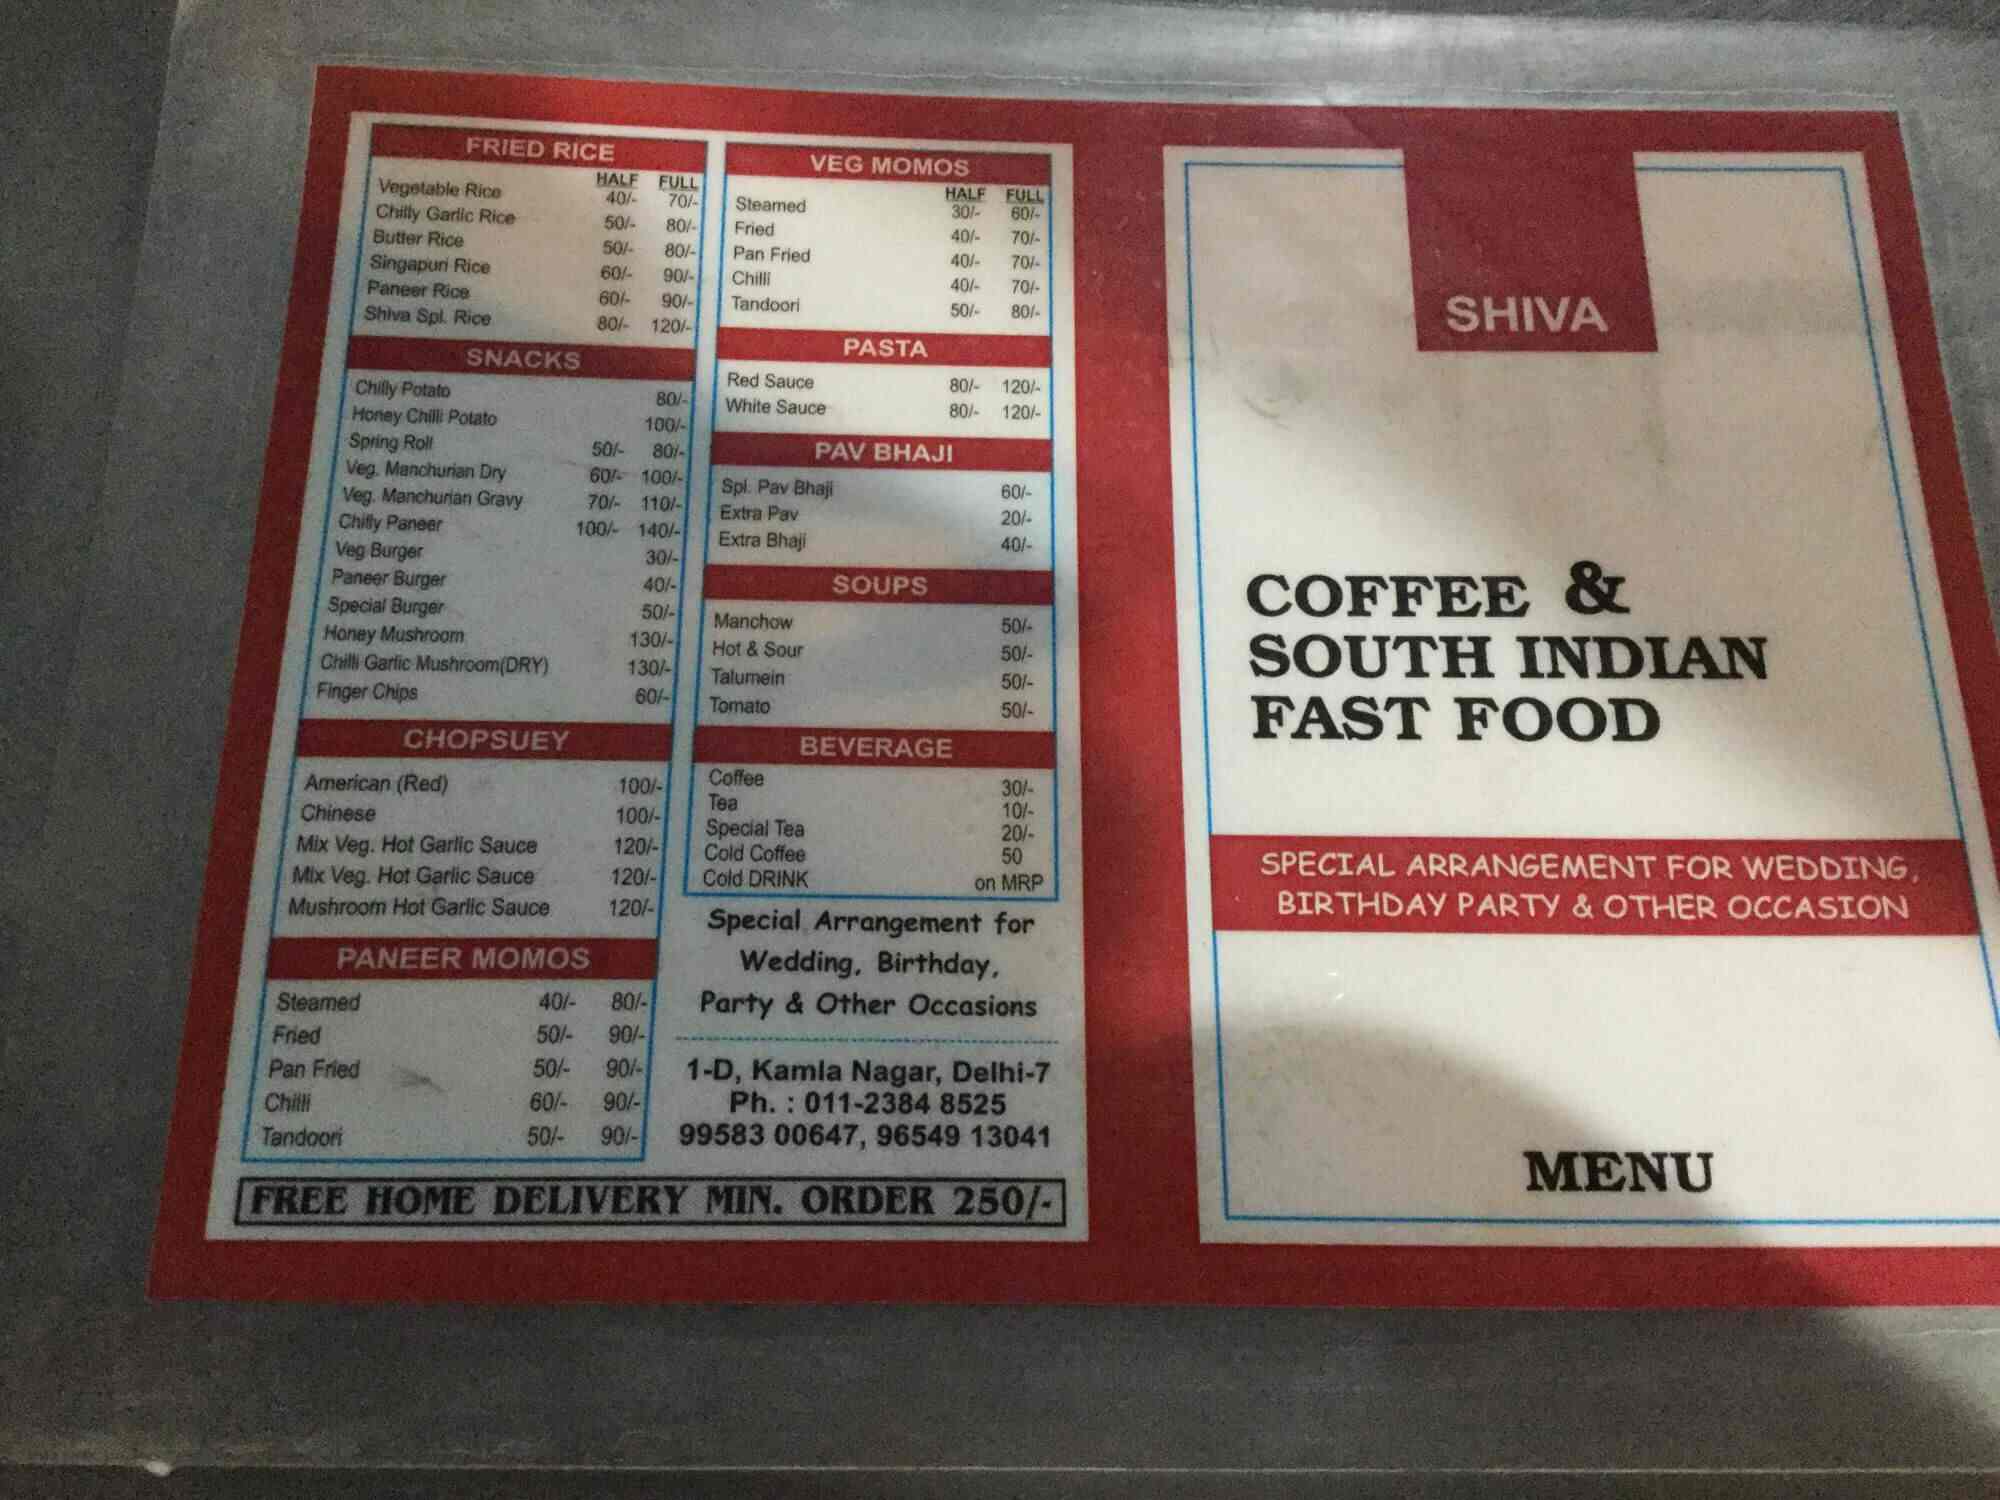 FRIED RICE
HALF FULL
Vegetable Rice 40/- 70/-
Chilly Garlic Rice 50/- 80/-
Butter Rice 50/- 80/-
Singapuri Rice 60/- 90/-
Paneer Rice 60/- 90/-
Shiva Spl. Rice 80/- 120/-
SNACKS
Chilly Potato 80/-
Honey Chilli Potato 100/-
Spring Roll 50/- 80/-
Veg. Manchurian Dry 60/- 100/-
Veg. Manchurian Gravy 70/- 110/-
Chilly Paneer 100/- 140/-
Veg Burger 30/-
Paneer Burger 40/-
Special Burger 50/-
Honey Mushroom 130/-
Chilli Garlic Mushroom(DRY) 130/-
Finger Chips 60/-
CHOPSUEY
American (Red) 100/-
Chinese 100/-
Mix Veg. Hot Garlic Sauce 120/-
Mix Veg. Hot Garlic Sauce 120/-
Mushroom Hot Garlic Sauce 120/-
PANEER MOMOS
Steamed 40/- 80/-
Fried 50/- 90/-
Pan Fried 50/- 90/-
Chilli 60/- 90/-
Tandoori 50/- 90/-
VEG MOMOS
HALF FULL
Steamed 30/- 60/-
Fried 40/- 70/-
Pan Fried 40/- 70/-
Chilli 40/- 70/-
Tandoori 50/- 80/-
PASTA
Red Sauce 80/- 120/-
White Sauce 80/- 120/-
PAV BHAJI
Spl. Pav Bhaji 60/-
Extra Pav 20/-
Extra Bhaji 40/-
SOUPS
Manchow 50/-
Hot & Sour 50/-
Talumein 50/-
Tomato 50/-
BEVERAGE
Coffee 30/-
Tea 10/-
Special Tea 20/-
Cold Coffee 50
Cold DRINK on MRP
Special Arrangement for
Wedding, Birthday,
Party & Other Occasions
1-D, Kamla Nagar, Delhi-7
Ph. : 011-2384 8525
99583 00647, 96549 13041
FREE HOME DELIVERY MIN. ORDER 250/-
SHIVA
COFFEE &
SOUTH INDIAN
FAST FOOD
SPECIAL ARRANGEMENT FOR WEDDING,
BIRTHDAY PARTY & OTHER OCCASION
MENU